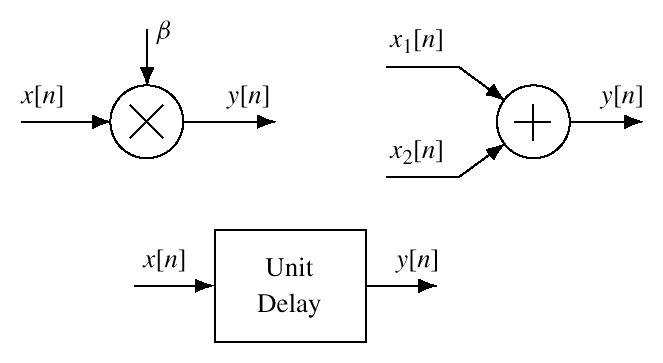 β
x[n]
y[n]
x₁[n]
x₂[n]
y[n]
x[n]
Unit
Delay
y[n]